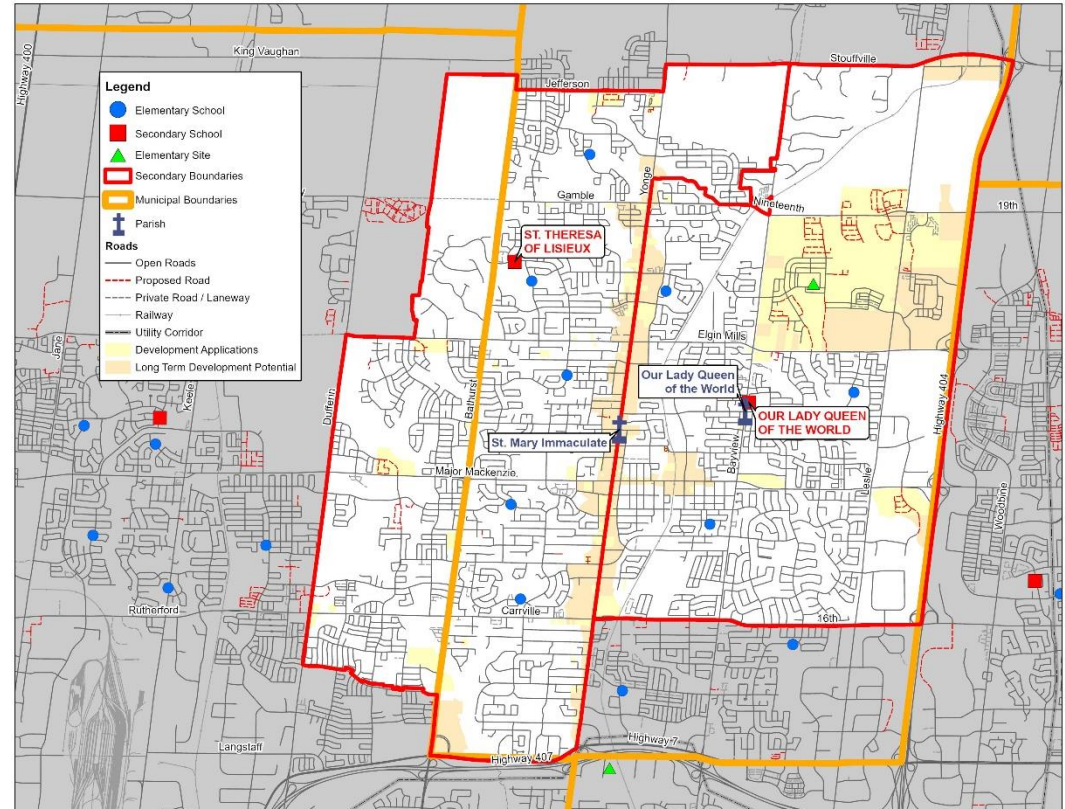 King Vaughan
Stouffville
Highway 400
Jefferson
Legend
Elementary School
Secondary School
Elementary Site
Secondary Boundaries
Municipal Boundaries
Parish
Roads
Open Roads
Proposed Road
Private Road / Laneway
Railway
Utility Corridor
Development Applications
Long Term Development Potential
Gamble
Yonge
Nineteenth
19th
ST. THERESA
OF LISIEUX
Elgin Mills
Jane
Keele
Dufferin
Bathurst
Our Lady Queen
of the World
OUR LADY QUEEN
OF THE WORLD
St. Mary Immaculate
Bayview
Leslie
Highway 404
Woodbine
Major Mackenzie
Rutherford
Carrville
16th
Langstaff
Highway 7
Highway 407